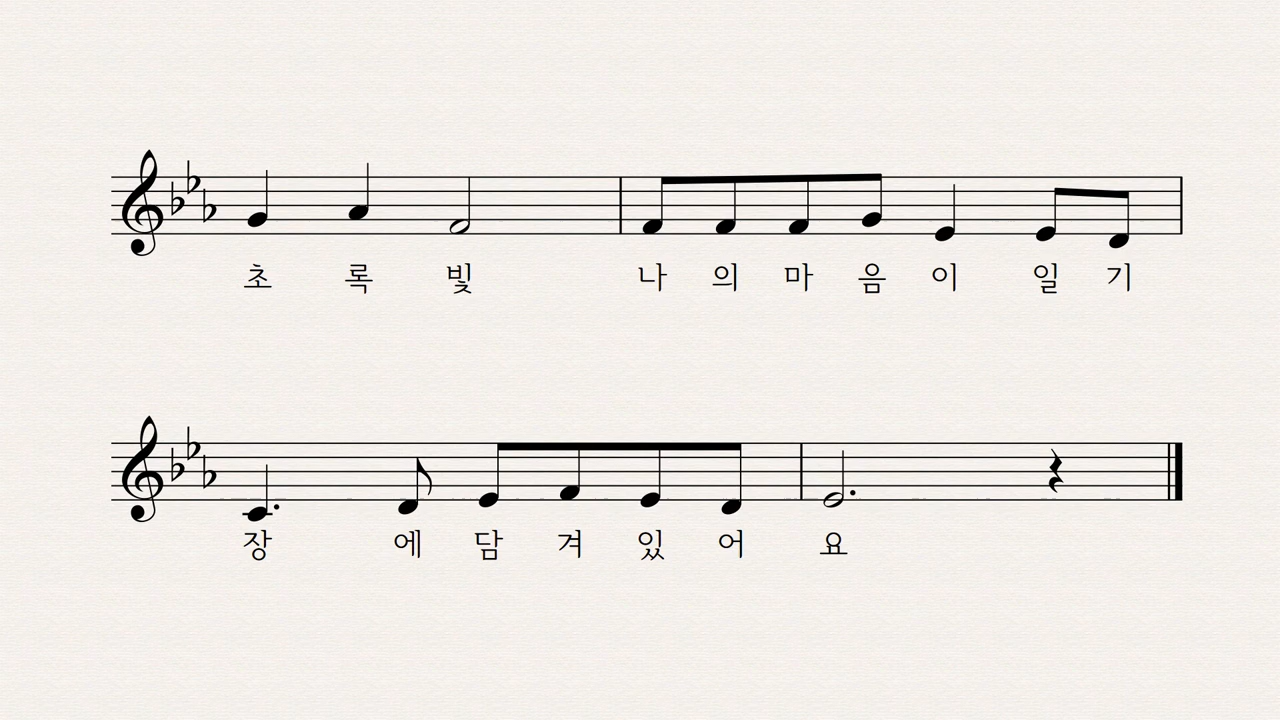 초 록 빛 나 의 마 음 이 일 기
장 에 담 겨 있 어 요